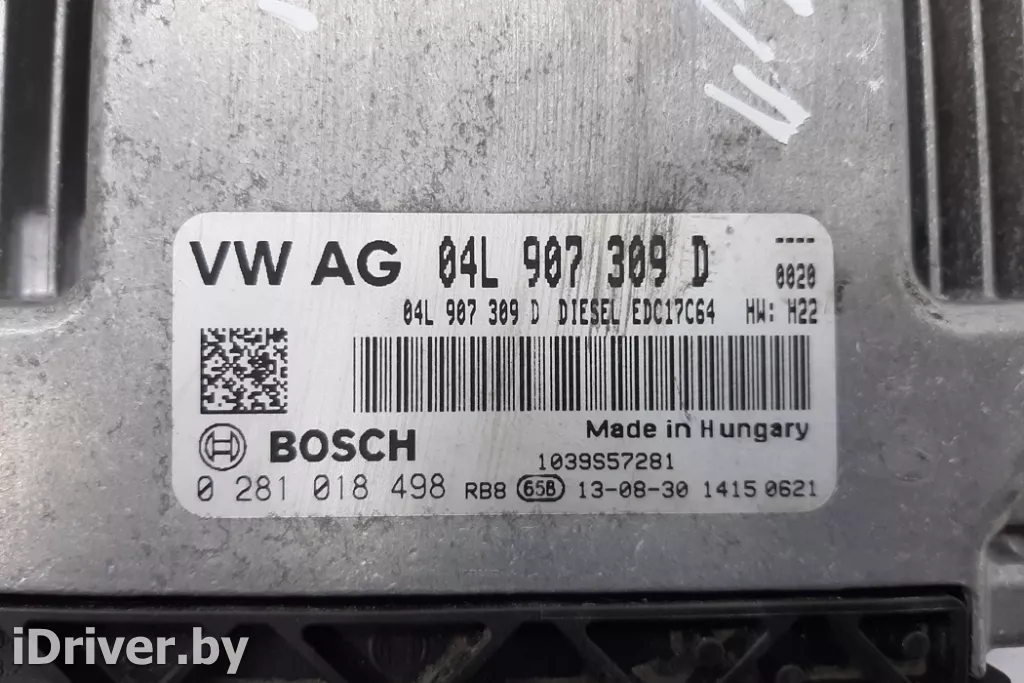 VW AG 04L 907 309 D ----
0020
04L 907 309 D DIESEL EDC17C64 HW: H22
Made in Hungary
BOSCH
1039S57281
0 281 018 498 RB8 65B 13-08-30 1415 0621
iDriver.by